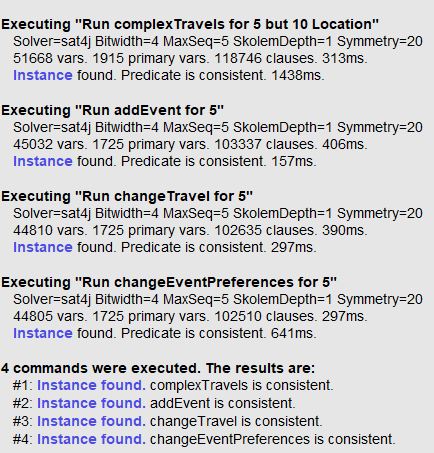 Executing "Run complexTravels for 5 but 10 Location"
Solver=sat4j Bitwidth=4 MaxSeq=5 SkolemDepth=1 Symmetry=20
51668 vars. 1915 primary vars. 118746 clauses. 313ms.
Instance found. Predicate is consistent. 1438ms.
Executing "Run addEvent for 5"
Solver=sat4j Bitwidth=4 MaxSeq=5 SkolemDepth=1 Symmetry=20
45032 vars. 1725 primary vars. 103337 clauses. 406ms.
Instance found. Predicate is consistent. 157ms.
Executing "Run changeTravel for 5"
Solver=sat4j Bitwidth=4 MaxSeq=5 SkolemDepth=1 Symmetry=20
44810 vars. 1725 primary vars. 102635 clauses. 390ms.
Instance found. Predicate is consistent. 297ms.
Executing "Run changeEventPreferences for 5"
Solver=sat4j Bitwidth=4 MaxSeq=5 SkolemDepth=1 Symmetry=20
44805 vars. 1725 primary vars. 102510 clauses. 297ms.
Instance found. Predicate is consistent. 641ms.
4 commands were executed. The results are:
#1: Instance found. complexTravels is consistent.
#2: Instance found. addEvent is consistent.
#3: Instance found. changeTravel is consistent.
#4: Instance found. changeEventPreferences is consistent.